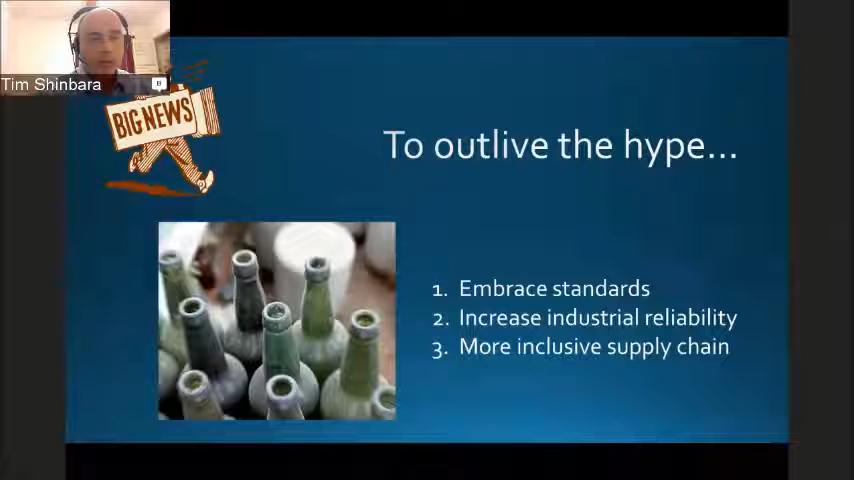 Tim Shinbara
BIG NEWS
To outlive the hype...
1. Embrace standards
2. Increase industrial reliability
3. More inclusive supply chain